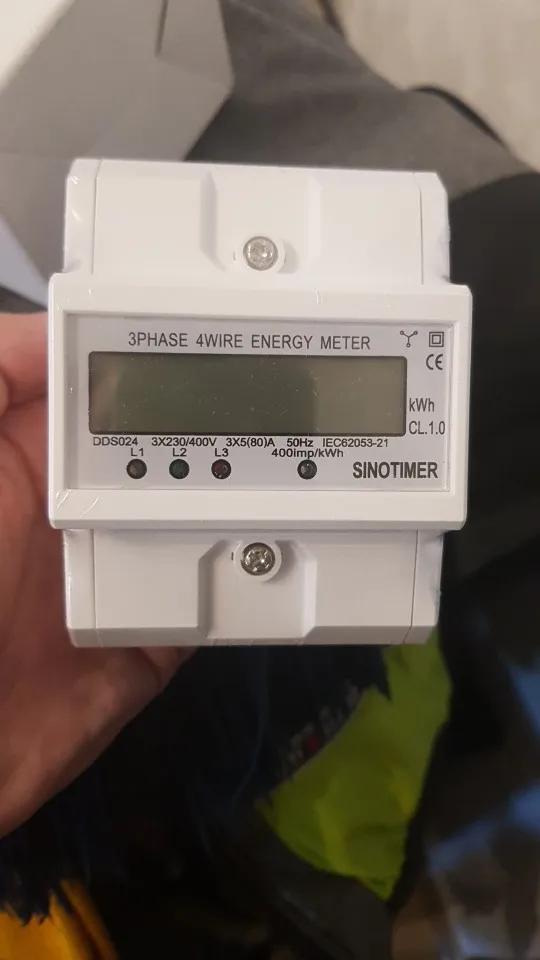 3PHASE 4WIRE ENERGY METER
CE
kWh
CL.1.0
DDS024 3X230/400V 3X5(80)A 50Hz IEC62053-21
L1 L2 L3 400imp/kWh
SINOTIMER